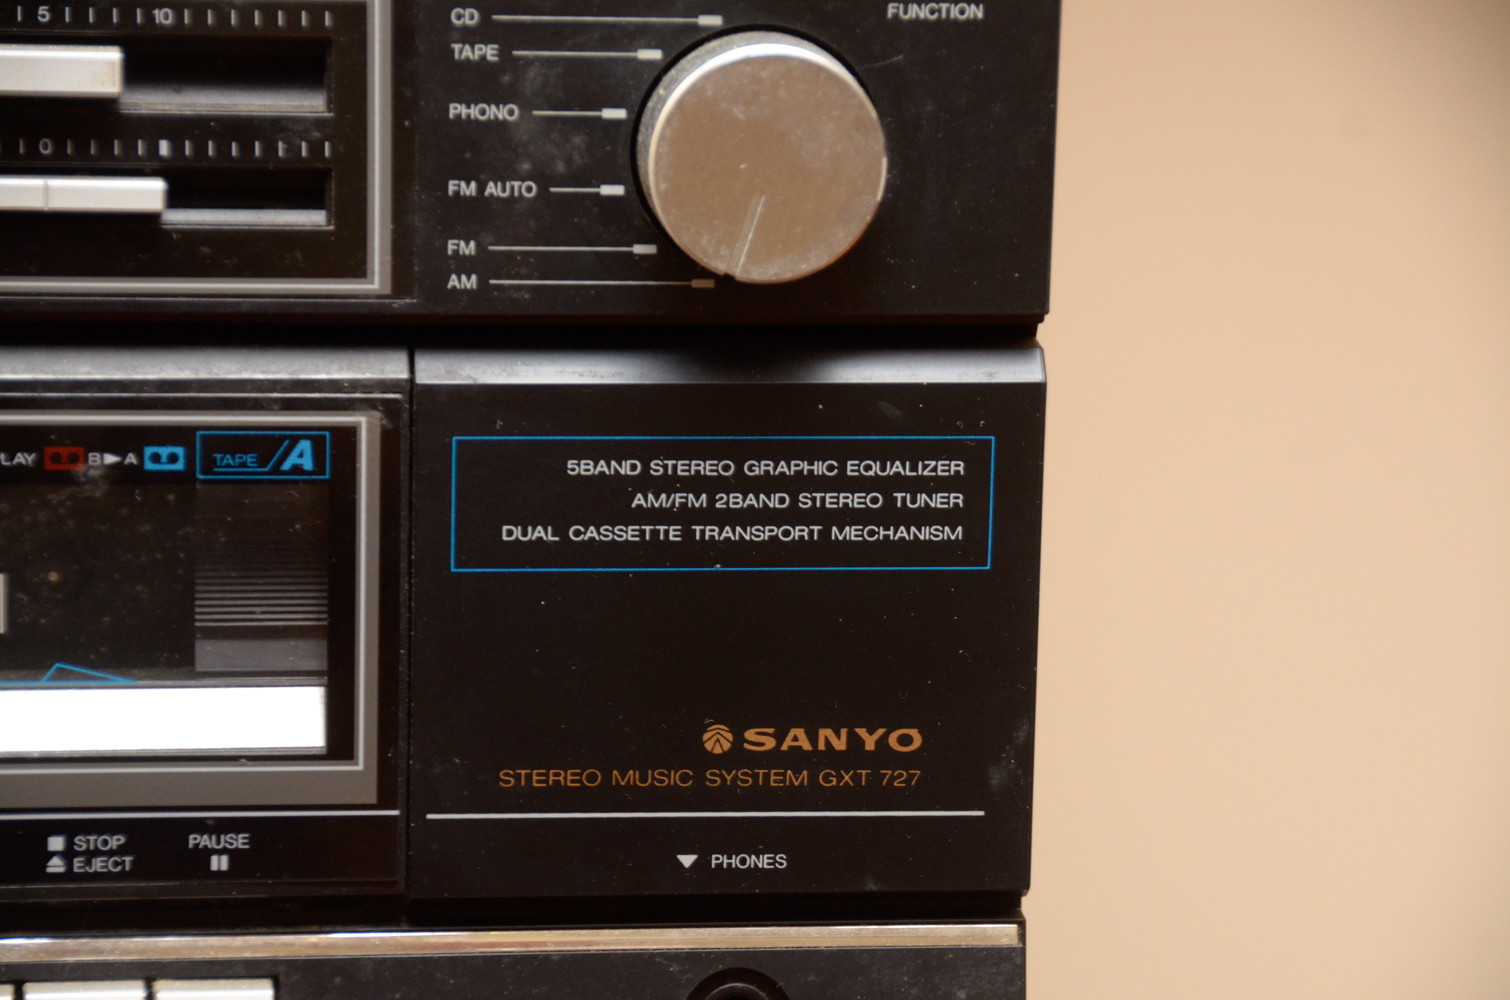 5 10
CD
FUNCTION
TAPE
PHONO
0
FM AUTO
FM
AM
LAY B▶A TAPE/A
5BAND STEREO GRAPHIC EQUALIZER
AM/FM 2BAND STEREO TUNER
DUAL CASSETTE TRANSPORT MECHANISM
SANYO
STEREO MUSIC SYSTEM GXT 727
STOP
EJECT
PAUSE
PHONES